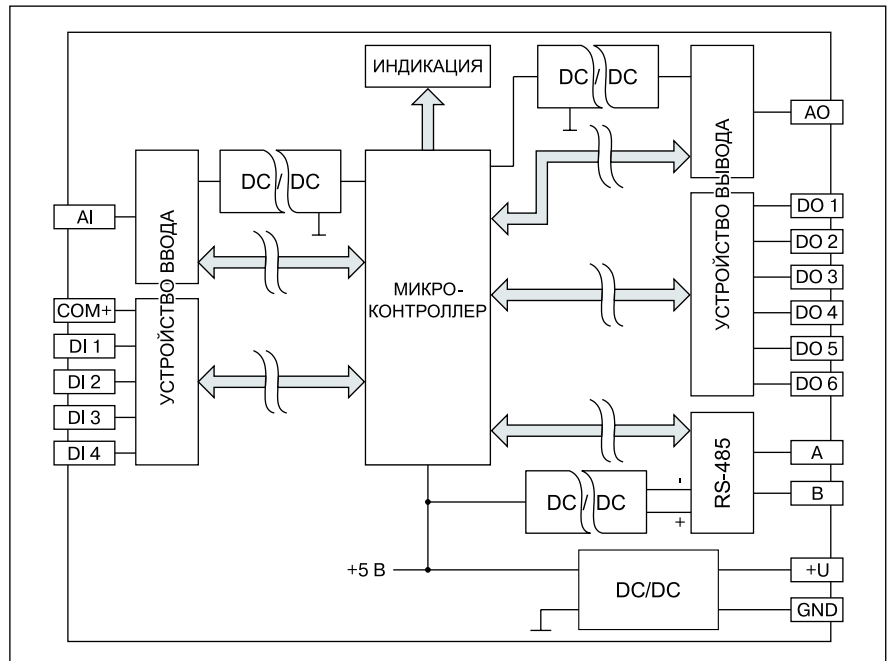 ИНДИКАЦИЯ
DC / DC
AO
DC / DC
AI
УСТРОЙСТВО ВВОДА
МИКРО-
КОНТРОЛЛЕР
УСТРОЙСТВО ВЫВОДА
DO 1
DO 2
DO 3
DO 4
DO 5
DO 6
COM+
DI 1
DI 2
DI 3
DI 4
RS-485
A
B
DC / DC
-
+
+5 В
DC/DC
+U
GND